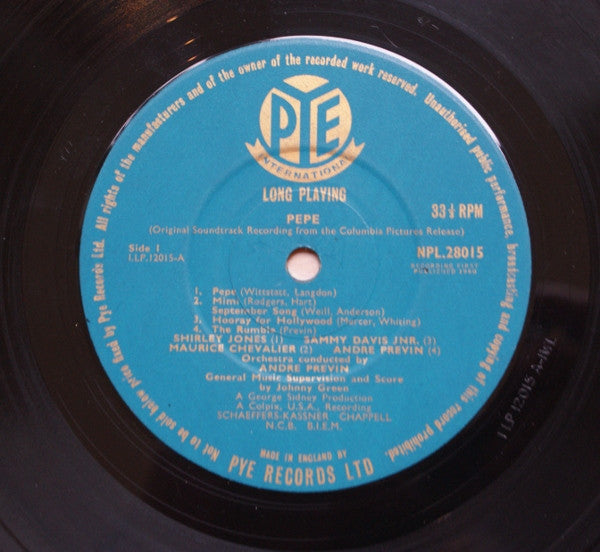 PYE
INTERNATIONAL
LONG PLAYING
33⅓ RPM
PEPE
(Original Soundtrack Recording from the Columbia Pictures Release)
Side 1
I.L.P.12015-A
NPL.28015
RECORDING FIRST
PUBLISHED 1960
1. Pepe (Wittstatt, Langdon)
2. Mimi (Rodgers, Hart)
September Song (Weill, Anderson)
3. Hooray for Hollywood (Mercer, Whiting)
4. The Rumble (Previn)
SHIRLEY JONES (1) SAMMY DAVIS JNR. (3)
MAURICE CHEVALIER (2) ANDRE PREVIN (4)
Orchestra conducted by
ANDRE PREVIN
General Music Supervision and Score
by Johnny Green
A George Sidney Production
A Colpix, U.S.A., Recording
SCHAEFFERS-KASSNER CHAPPELL
N.C.B. B.I.E.M.
MADE IN ENGLAND BY
PYE RECORDS LTD
Not to be sold below price fixed by Pye Records Ltd. All rights of the manufacturers and of the owner of the recorded work reserved. Unauthorised public performance, broadcasting and copying of this record prohibited.